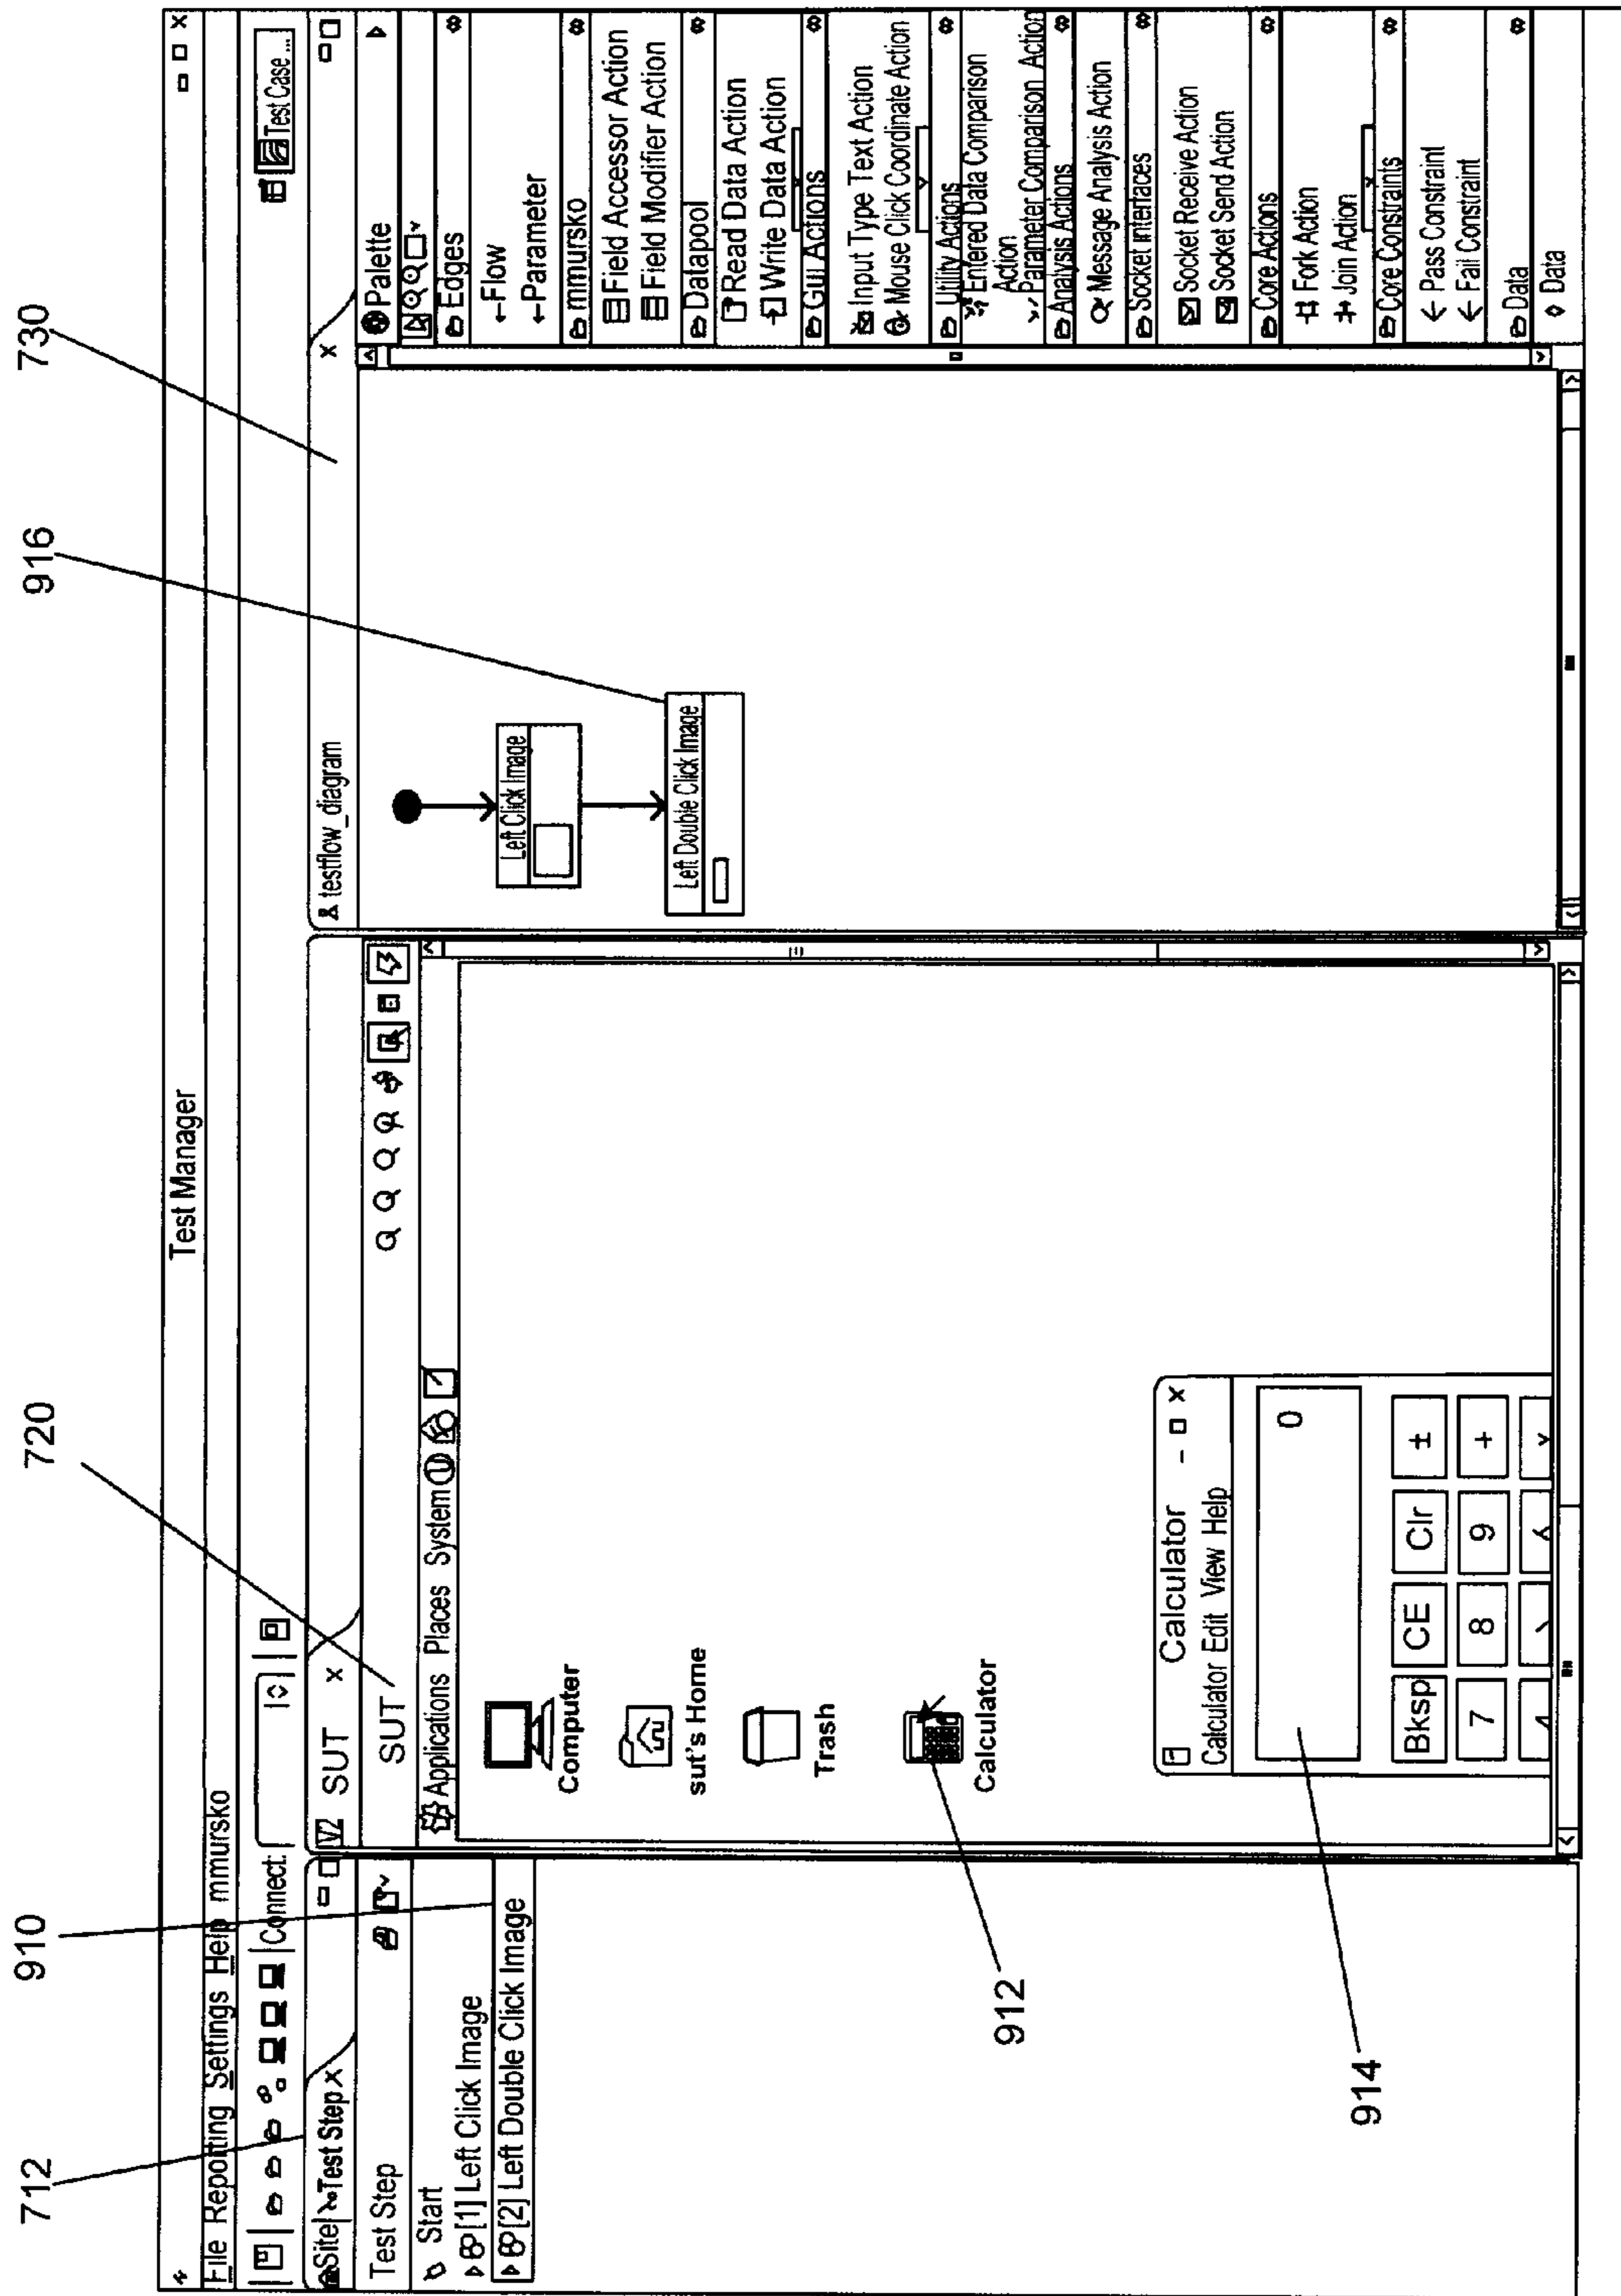 712
910
720
916
730
Test Manager
File Reporting Settings Help mmursko
Connect:
Test Case ...
Site
Test Step X
V2 SUT x
testflow_diagram x
Test Step
Start
[1] Left Click Image
[2] Left Double Click Image
SUT
Applications Places System
Computer
sut's Home
Trash
Calculator
912
Calculator - x
Calculator Edit View Help
0
Bksp CE Clr ±
7 8 9 +
914
Left Click Image
Left Double Click Image
Palette
Edges
Flow
Parameter
mmursko
Field Accessor Action
Field Modifier Action
Datapool
Read Data Action
Write Data Action
Gui Actions
Input Type Text Action
Mouse Click Coordinate Action
Utility Actions
Entered Data Comparison
Action
Parameter Comparison Action
Analysis Actions
Message Analysis Action
Socket interfaces
Socket Receive Action
Socket Send Action
Core Actions
Fork Action
Join Action
Core Constraints
Pass Constraint
Fail Constraint
Data
Data